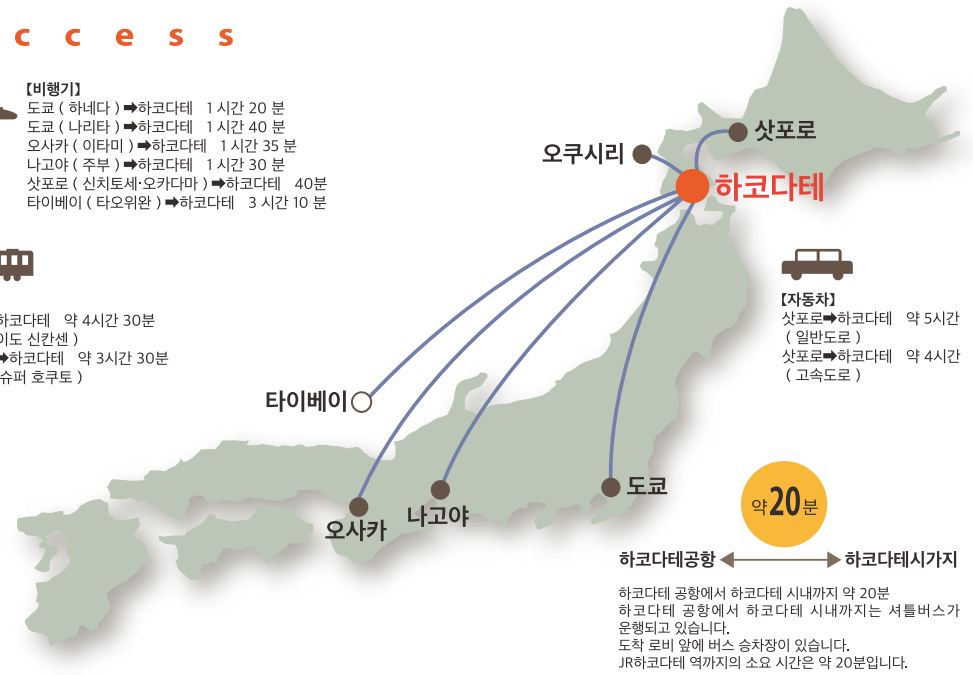 c c e s s
【비행기】
도쿄 ( 하네다 ) ➡하코다테 1 시간 20 분
도쿄 ( 나리타 ) ➡하코다테 1 시간 40 분
오사카 ( 이타미 ) ➡하코다테 1 시간 35 분
나고야 ( 주부 ) ➡하코다테 1 시간 30 분
삿포로 ( 신치토세·오카다마 ) ➡하코다테 40분
타이베이 ( 타오위완 ) ➡하코다테 3 시간 10 분
하코다테 약 4시간 30분
이도 신칸센 )
➡하코다테 약 3시간 30분
슈퍼 호쿠토 )
삿포로
오쿠시리
하코다테
【자동차】
삿포로➡하코다테 약 5시간
( 일반도로 )
삿포로➡하코다테 약 4시간
( 고속도로 )
타이베이
오사카
나고야
도쿄
약20분
하코다테공항
하코다테시가지
하코다테 공항에서 하코다테 시내까지 약 20분
하코다테 공항에서 하코다테 시내까지는 셔틀버스가
운행되고 있습니다.
도착 로비 앞에 버스 승차장이 있습니다.
JR하코다테 역까지의 소요 시간은 약 20분입니다.